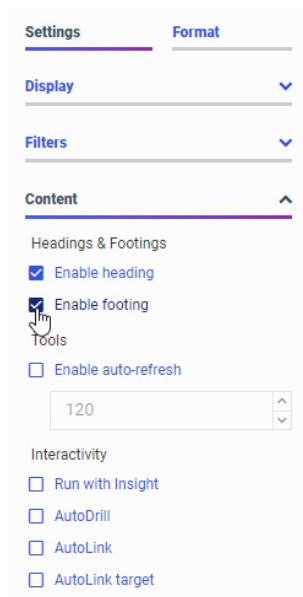 Settings Format
Display
Filters
Content
Headings & Footings
Enable heading
Enable footing
Tools
Enable auto-refresh
120
Interactivity
Run with Insight
AutoDrill
AutoLink
AutoLink target